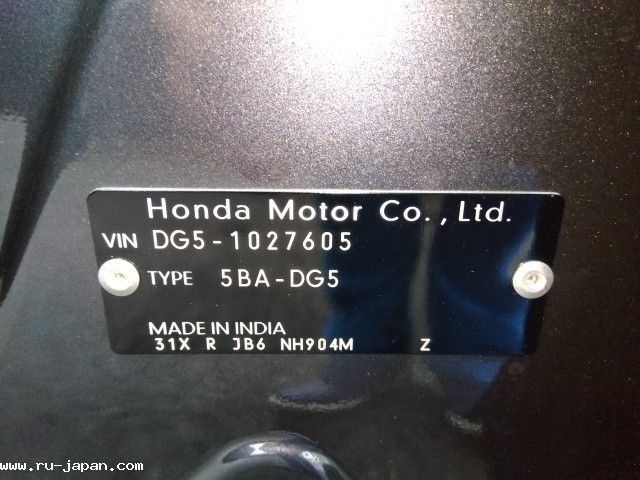 Honda Motor Co., Ltd.
VIN DG5-1027605
TYPE 5BA-DG5
MADE IN INDIA
31X R JB6 NH904M Z
www.ru-japan.com